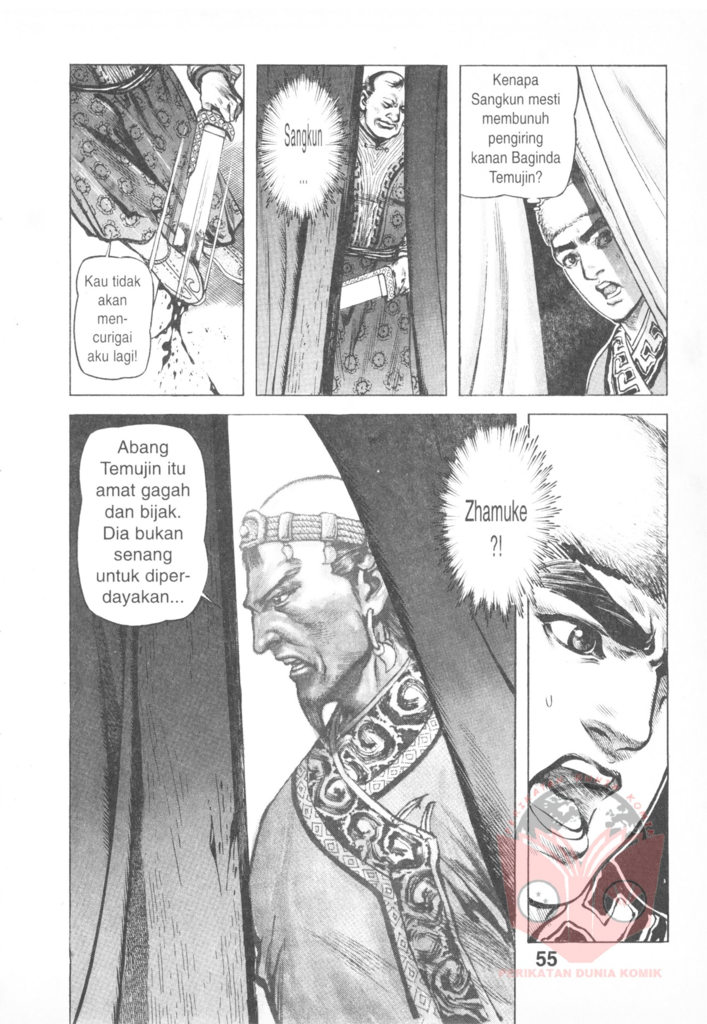 Kau tidak
akan
men-
curigai
aku lagi!
Sangkun
...
Kenapa
Sangkun mesti
membunuh
pengiring
kanan Baginda
Temujin?
Abang
Temujin itu
amat gagah
dan bijak.
Dia bukan
senang
untuk diper-
dayakan...
Zhamuke
?!
55
PERIKATAN DUNIA KOMIK